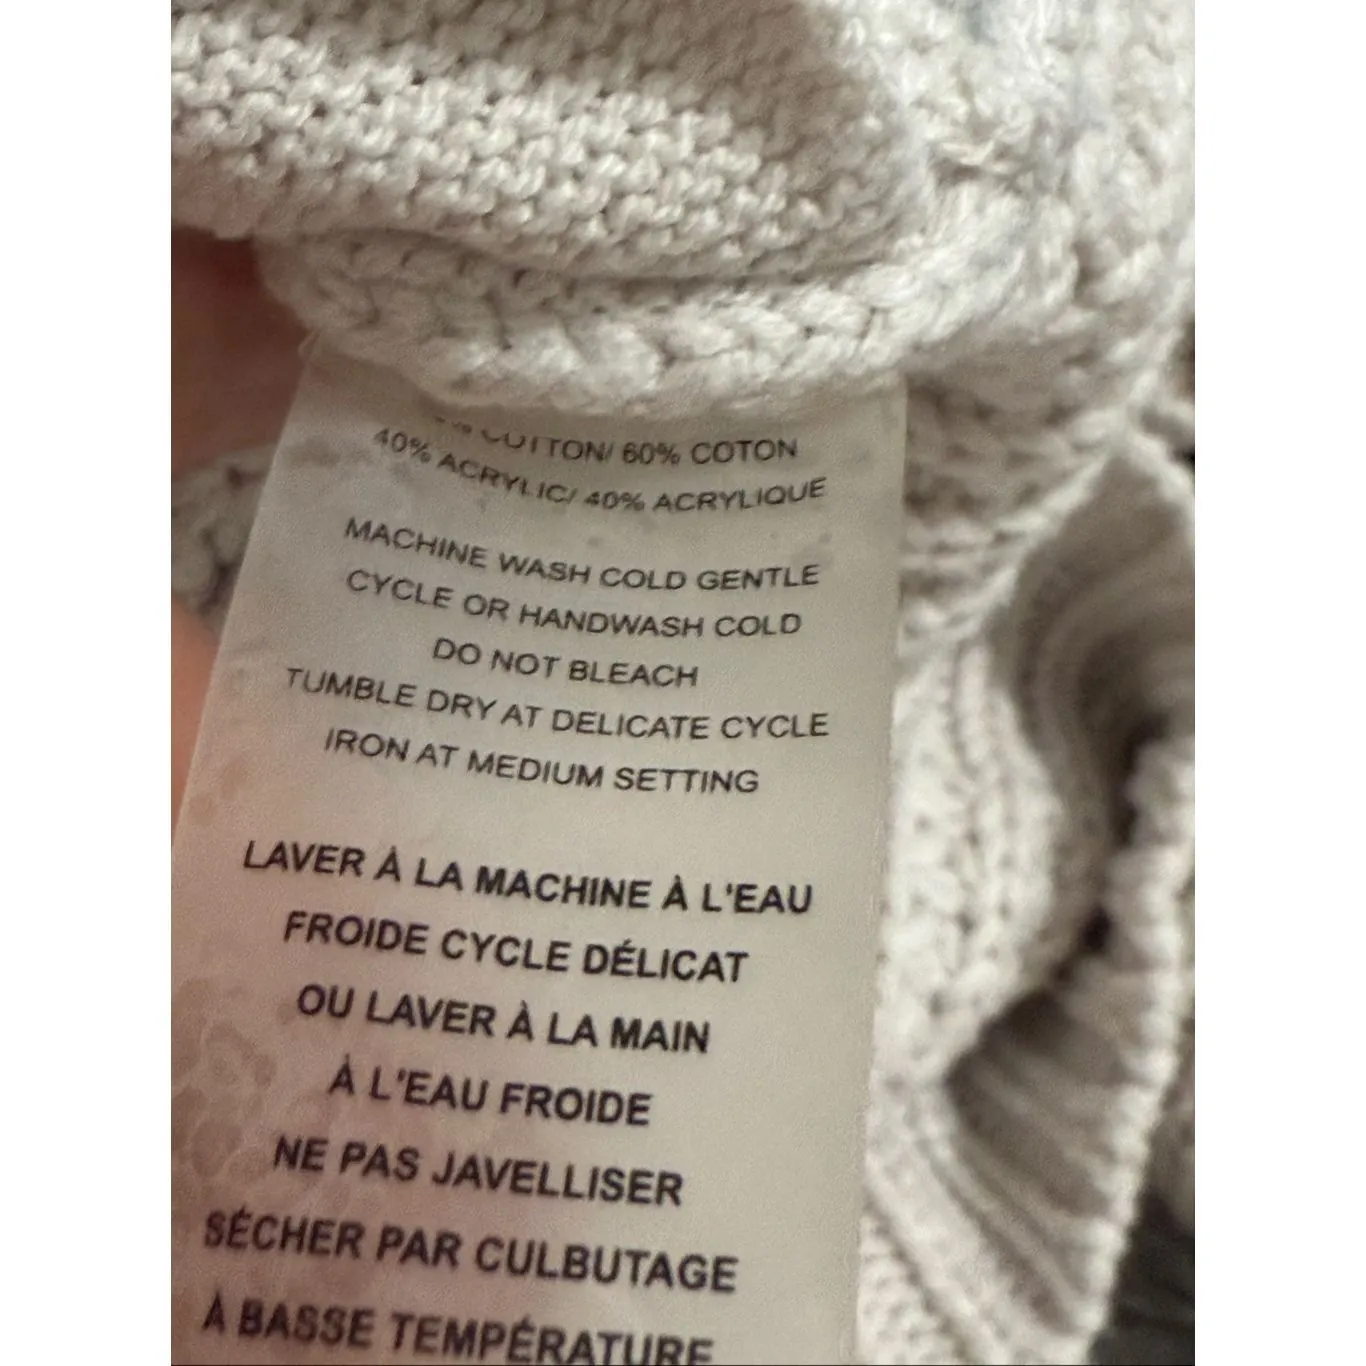 % COTTON/ 60% COTON
40% ACRYLIC/ 40% ACRYLIQUE
MACHINE WASH COLD GENTLE
CYCLE OR HANDWASH COLD
DO NOT BLEACH
TUMBLE DRY AT DELICATE CYCLE
IRON AT MEDIUM SETTING
LAVER À LA MACHINE À L'EAU
FROIDE CYCLE DÉLICAT
OU LAVER À LA MAIN
À L'EAU FROIDE
NE PAS JAVELLISER
SÉCHER PAR CULBUTAGE
À BASSE TEMPÉRATURE